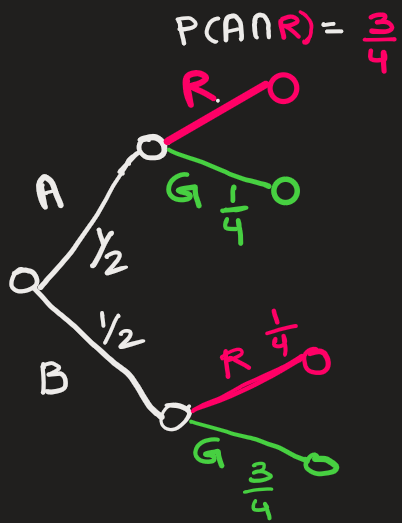 P(A∩R) = 3/4
R
A
G 1/4
1/2
1/2
R 1/4
B
G 3/4